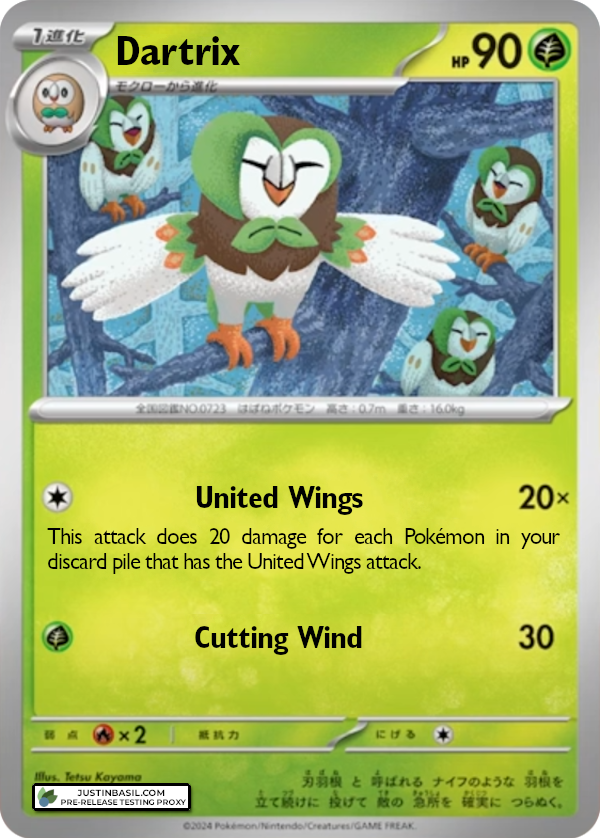 1進化
Dartrix
HP 90
モクローから進化
全国図鑑NO.0723 はばねポケモン 高さ:0.7m 重さ:16.0kg
United Wings 20×
This attack does 20 damage for each Pokémon in your
discard pile that has the United Wings attack.
Cutting Wind 30
弱点 ×2 抵抗力 にげる
Illus. Tetsu Kayama
刃羽根 と 呼ばれる ナイフのような 羽根を
立て続けに 投げて 敵の 急所を 確実に つらぬく。
JUSTINBASIL.COM
PRE-RELEASE TESTING PROXY
©2024 Pokémon/Nintendo/Creatures/GAME FREAK.